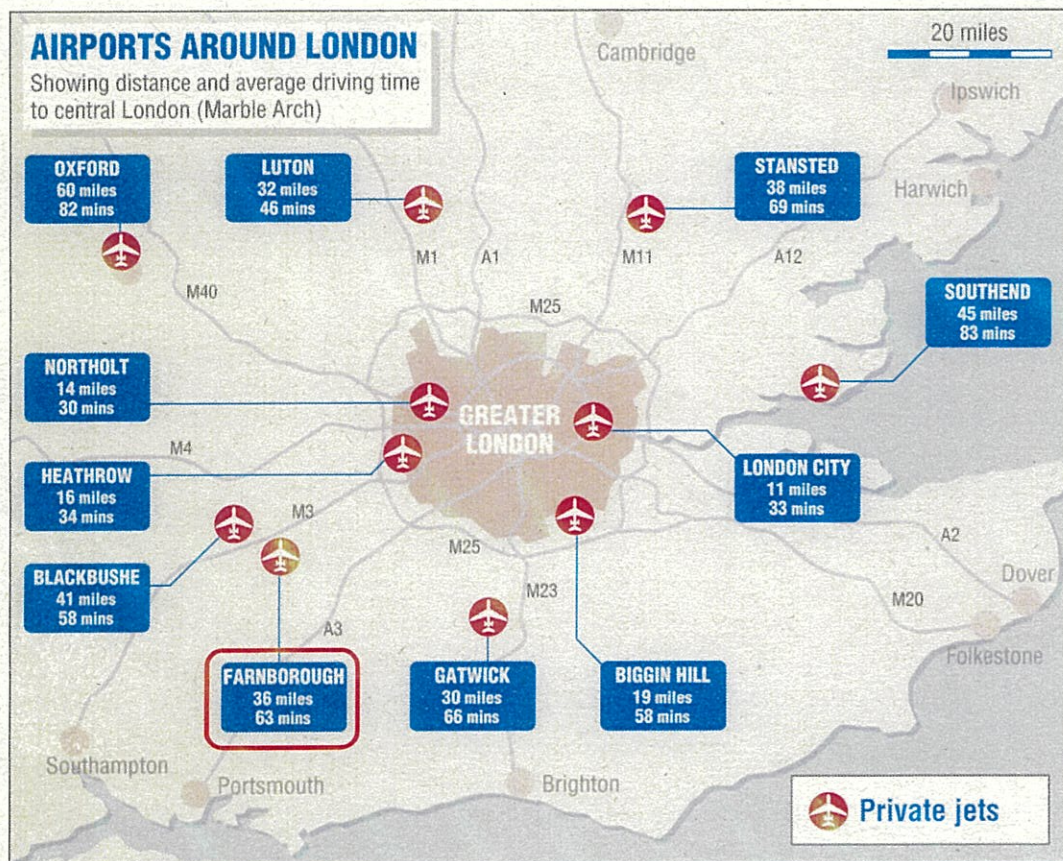 AIRPORTS AROUND LONDON
Showing distance and average driving time
to central London (Marble Arch)
20 miles
Cambridge
Ipswich
Harwich
OXFORD
60 miles
82 mins
LUTON
32 miles
46 mins
STANSTED
38 miles
69 mins
M1
A1
M11
A12
M40
M25
SOUTHEND
45 miles
83 mins
NORTHOLT
14 miles
30 mins
GREATER
LONDON
M4
HEATHROW
16 miles
34 mins
LONDON CITY
11 miles
33 mins
M3
M25
A2
BLACKBUSHE
41 miles
58 mins
M23
M20
Dover
Folkestone
A3
FARNBOROUGH
36 miles
63 mins
GATWICK
30 miles
66 mins
BIGGIN HILL
19 miles
58 mins
Southampton
Portsmouth
Brighton
Private jets